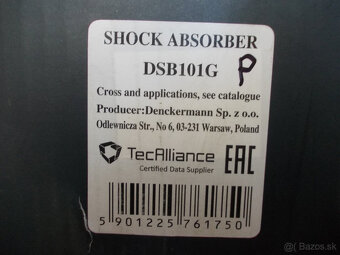 SHOCK ABSORBER
DSB101G
P
Cross and applications, see catalogue
Producer:Denckermann Sp. z o.o.
Odlewnicza Str., No 6, 03-231 Warsaw, Poland
TecAlliance
Certified Data Supplier
EAC
5 901225 761750
Bazos.sk